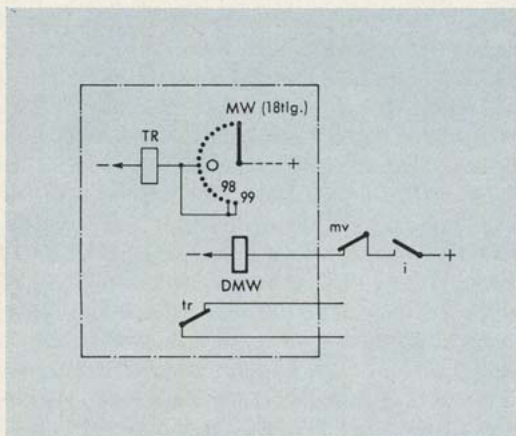 MW (18tlg.)
TR
− +
98
99
mv
− +
i
DMW
tr